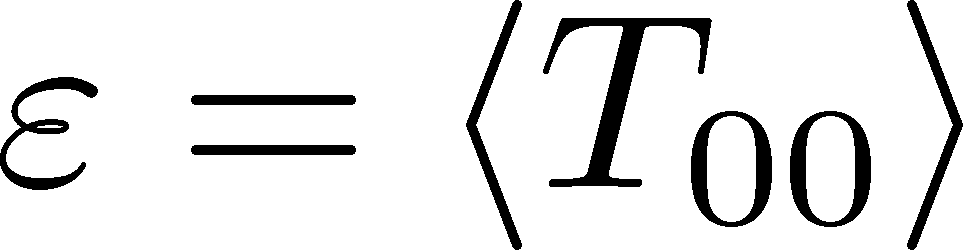 ε = ⟨T₀₀⟩